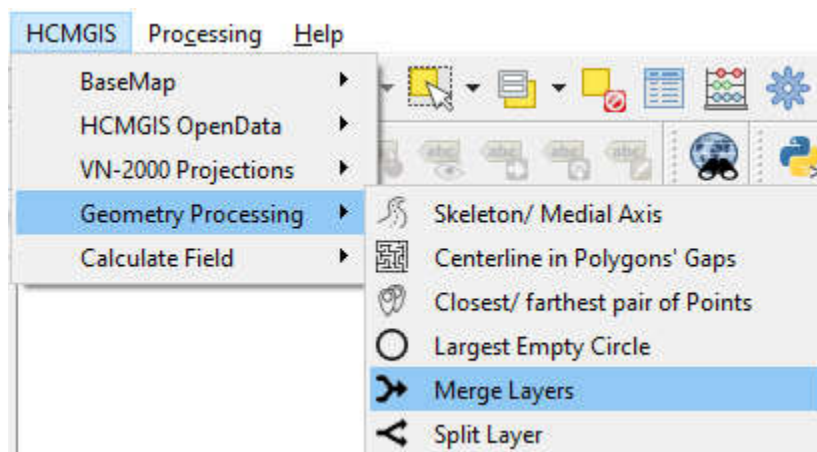 HCMGIS Processing Help
BaseMap
HCMGIS OpenData
VN-2000 Projections
Geometry Processing
Calculate Field
Skeleton/ Medial Axis
Centerline in Polygons' Gaps
Closest/ farthest pair of Points
Largest Empty Circle
Merge Layers
Split Layer